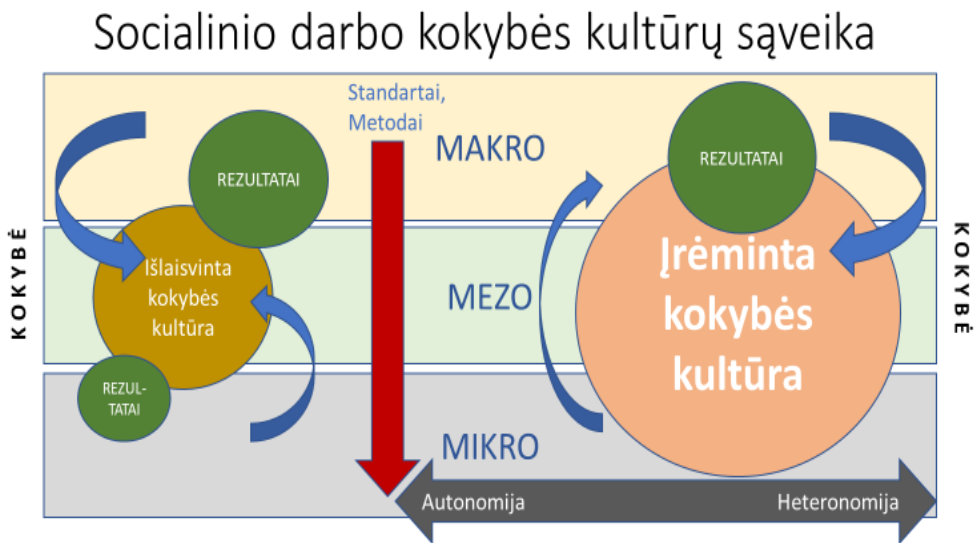 Socialinio darbo kokybės kultūrų sąveika
Standartai,
Metodai
MAKRO
REZULTATAI
REZULTATAI
KOKYBĖ
Išlaisvinta
kokybės
kultūra
MEZO
Įrėminta
kokybės
kultūra
KOKYBĖ
REZUL-
TATAI
MIKRO
Autonomija
Heteronomija